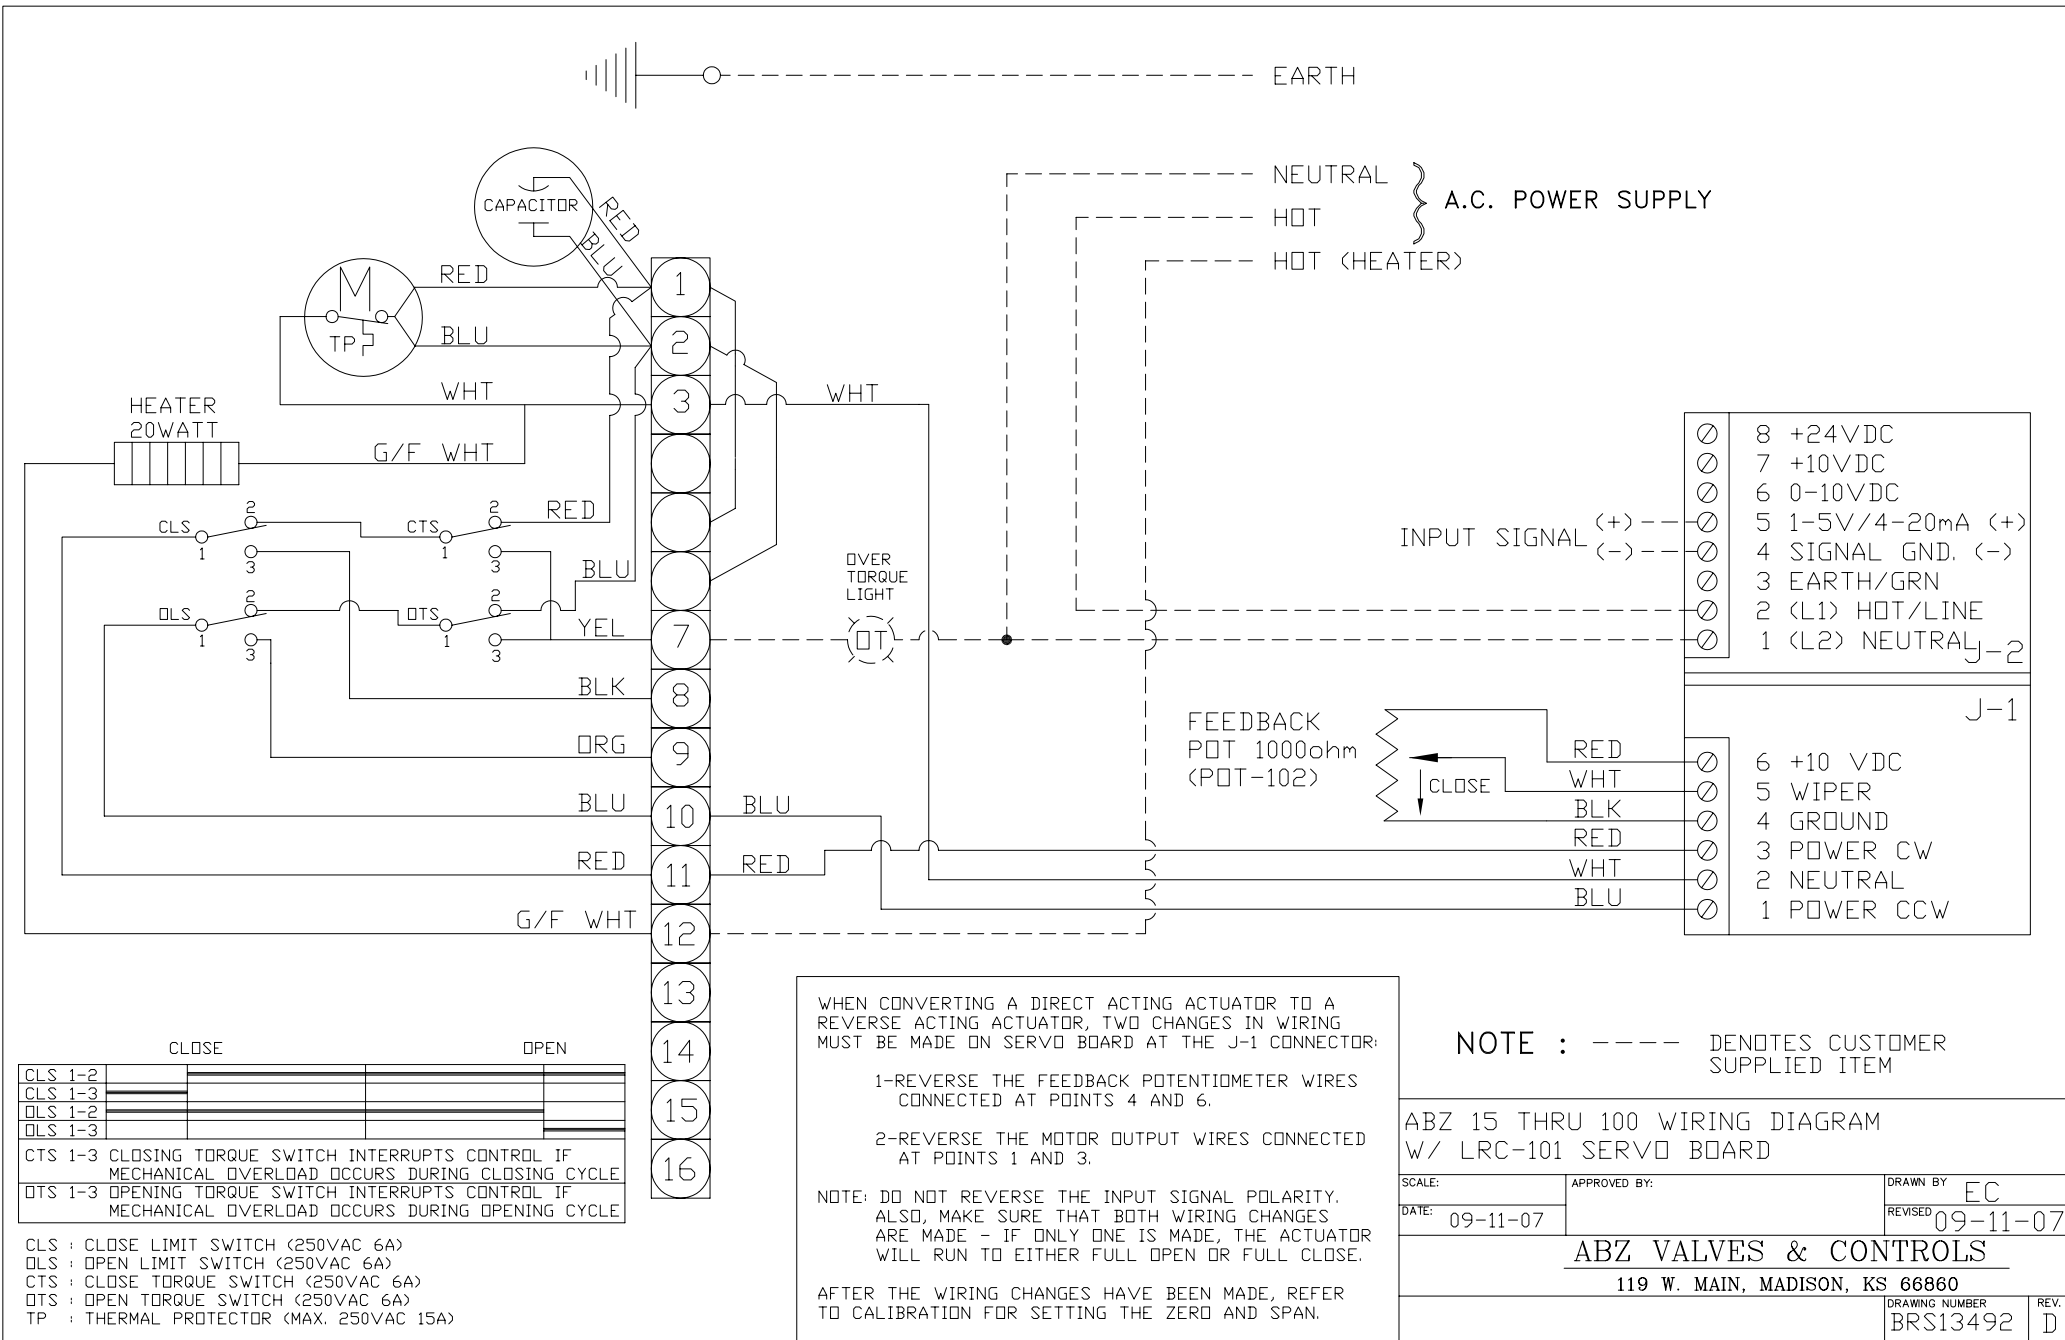 EARTH
NEUTRAL
HOT
HOT (HEATER)
A.C. POWER SUPPLY
CAPACITOR
RED
BLU
M
TP
RED
BLU
WHT
HEATER
20WATT
G/F WHT
CLS
1
2
3
CTS
1
2
3
RED
OLS
1
2
3
OTS
1
2
3
BLU
YEL
BLK
ORG
BLU
RED
G/F WHT
1
2
3
7
8
9
10
11
12
13
14
15
16
WHT
OVER
TORQUE
LIGHT
OT
BLU
RED
INPUT SIGNAL (+)
(-)
8 +24VDC
7 +10VDC
6 0-10VDC
5 1-5V/4-20mA (+)
4 SIGNAL GND. (-)
3 EARTH/GRN
2 (L1) HOT/LINE
1 (L2) NEUTRAL
J-2
J-1
FEEDBACK
POT 1000ohm
(POT-102)
CLOSE
RED
WHT
BLK
RED
WHT
BLU
6 +10 VDC
5 WIPER
4 GROUND
3 POWER CW
2 NEUTRAL
1 POWER CCW
CLOSE OPEN
CLS 1-2
CLS 1-3
OLS 1-2
OLS 1-3
CTS 1-3 CLOSING TORQUE SWITCH INTERRUPTS CONTROL IF
MECHANICAL OVERLOAD OCCURS DURING CLOSING CYCLE
OTS 1-3 OPENING TORQUE SWITCH INTERRUPTS CONTROL IF
MECHANICAL OVERLOAD OCCURS DURING OPENING CYCLE
CLS : CLOSE LIMIT SWITCH (250VAC 6A)
OLS : OPEN LIMIT SWITCH (250VAC 6A)
CTS : CLOSE TORQUE SWITCH (250VAC 6A)
OTS : OPEN TORQUE SWITCH (250VAC 6A)
TP : THERMAL PROTECTOR (MAX. 250VAC 15A)
WHEN CONVERTING A DIRECT ACTING ACTUATOR TO A
REVERSE ACTING ACTUATOR, TWO CHANGES IN WIRING
MUST BE MADE ON SERVO BOARD AT THE J-1 CONNECTOR:
1-REVERSE THE FEEDBACK POTENTIOMETER WIRES
CONNECTED AT POINTS 4 AND 6.
2-REVERSE THE MOTOR OUTPUT WIRES CONNECTED
AT POINTS 1 AND 3.
NOTE: DO NOT REVERSE THE INPUT SIGNAL POLARITY.
ALSO, MAKE SURE THAT BOTH WIRING CHANGES
ARE MADE - IF ONLY ONE IS MADE, THE ACTUATOR
WILL RUN TO EITHER FULL OPEN OR FULL CLOSE.
AFTER THE WIRING CHANGES HAVE BEEN MADE, REFER
TO CALIBRATION FOR SETTING THE ZERO AND SPAN.
NOTE : ---- DENOTES CUSTOMER
SUPPLIED ITEM
ABZ 15 THRU 100 WIRING DIAGRAM
W/ LRC-101 SERVO BOARD
SCALE:
APPROVED BY:
DRAWN BY EC
DATE: 09-11-07
REVISED 09-11-07
ABZ VALVES & CONTROLS
119 W. MAIN, MADISON, KS 66860
DRAWING NUMBER
BRS13492
REV.
D